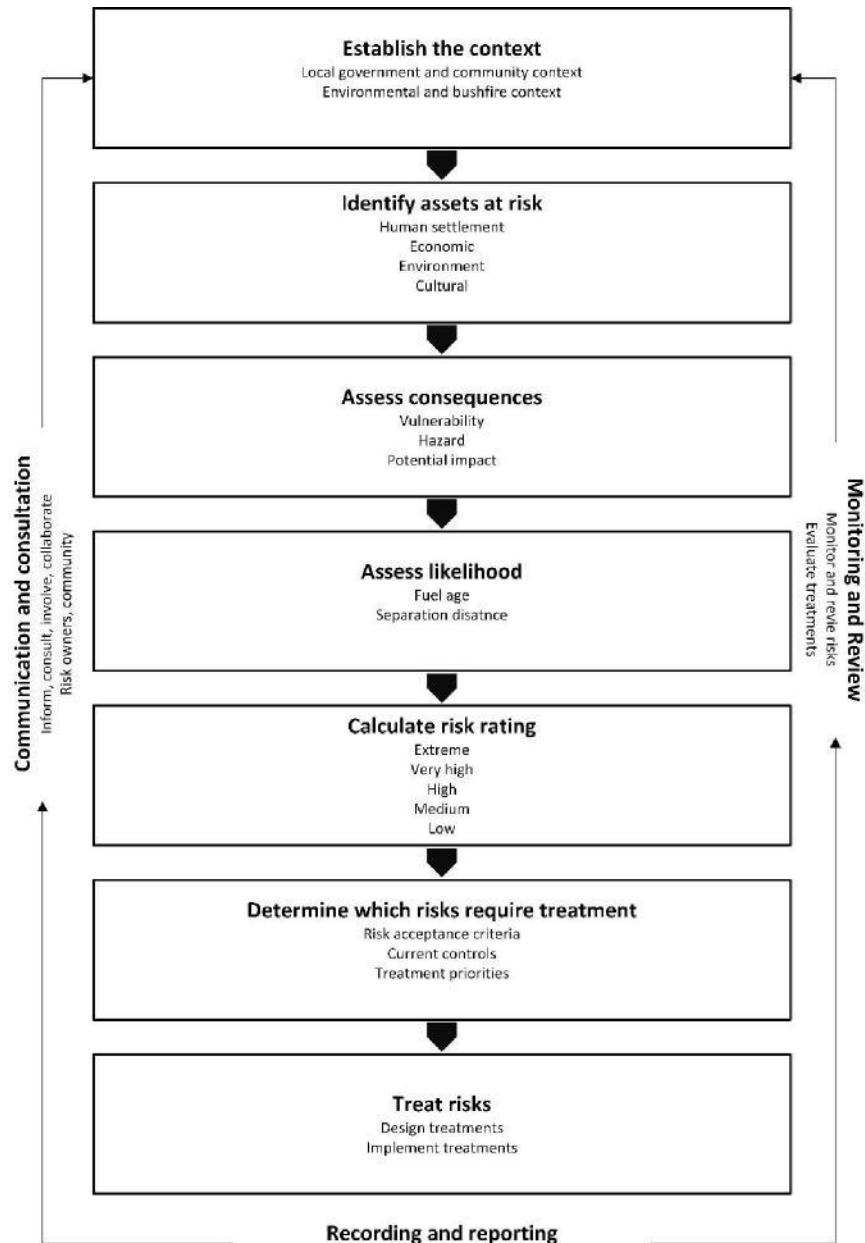 Establish the context
Local government and community context
Environmental and bushfire context
Identify assets at risk
Human settlement
Economic
Environment
Cultural
Assess consequences
Vulnerability
Hazard
Potential impact
Assess likelihood
Fuel age
Separation disatnce
Calculate risk rating
Extreme
Very high
High
Medium
Low
Determine which risks require treatment
Risk acceptance criteria
Current controls
Treatment priorities
Treat risks
Design treatments
Implement treatments
Communication and consultation
Inform, consult, involve, collaborate
Risk owners, community
Monitoring and Review
Monitor and revie risks
Evaluate treatments
Recording and reporting